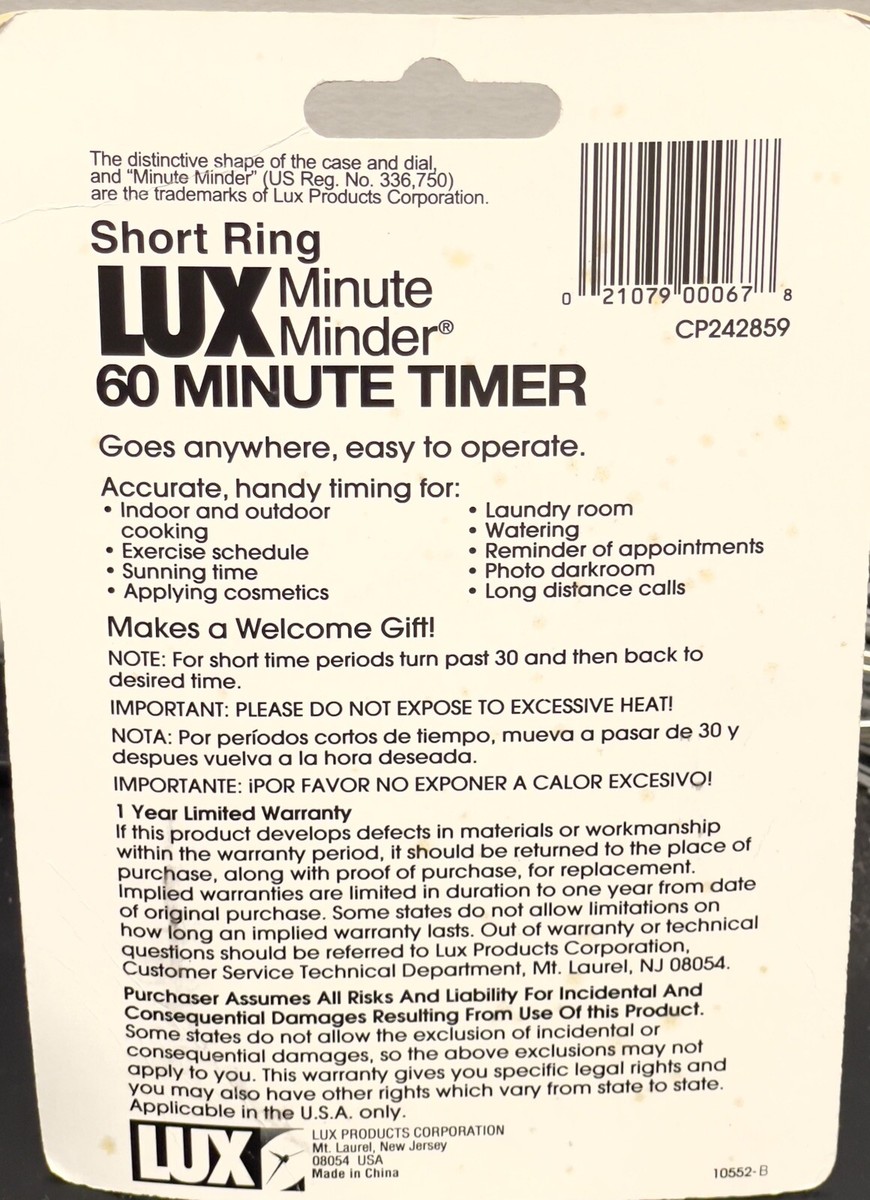 The distinctive shape of the case and dial,
and “Minute Minder” (US Reg. No. 336,750)
are the trademarks of Lux Products Corporation.
0 21079 00067 8
CP242859
Short Ring
LUX Minute
Minder®
60 MINUTE TIMER
Goes anywhere, easy to operate.
Accurate, handy timing for:
• Indoor and outdoor
cooking
• Exercise schedule
• Sunning time
• Applying cosmetics
• Laundry room
• Watering
• Reminder of appointments
• Photo darkroom
• Long distance calls
Makes a Welcome Gift!
NOTE: For short time periods turn past 30 and then back to
desired time.
IMPORTANT: PLEASE DO NOT EXPOSE TO EXCESSIVE HEAT!
NOTA: Por períodos cortos de tiempo, mueva a pasar de 30 y
despues vuelva a la hora deseada.
IMPORTANTE: ¡POR FAVOR NO EXPONER A CALOR EXCESIVO!
1 Year Limited Warranty
If this product develops defects in materials or workmanship
within the warranty period, it should be returned to the place of
purchase, along with proof of purchase, for replacement.
Implied warranties are limited in duration to one year from date
of original purchase. Some states do not allow limitations on
how long an implied warranty lasts. Out of warranty or technical
questions should be referred to Lux Products Corporation,
Customer Service Technical Department, Mt. Laurel, NJ 08054.
Purchaser Assumes All Risks And Liability For Incidental And
Consequential Damages Resulting From Use Of this Product.
Some states do not allow the exclusion of incidental or
consequential damages, so the above exclusions may not
apply to you. This warranty gives you specific legal rights and
you may also have other rights which vary from state to state.
Applicable in the U.S.A. only.
LUX
LUX PRODUCTS CORPORATION
Mt. Laurel, New Jersey
08054 USA
Made in China
10552-B